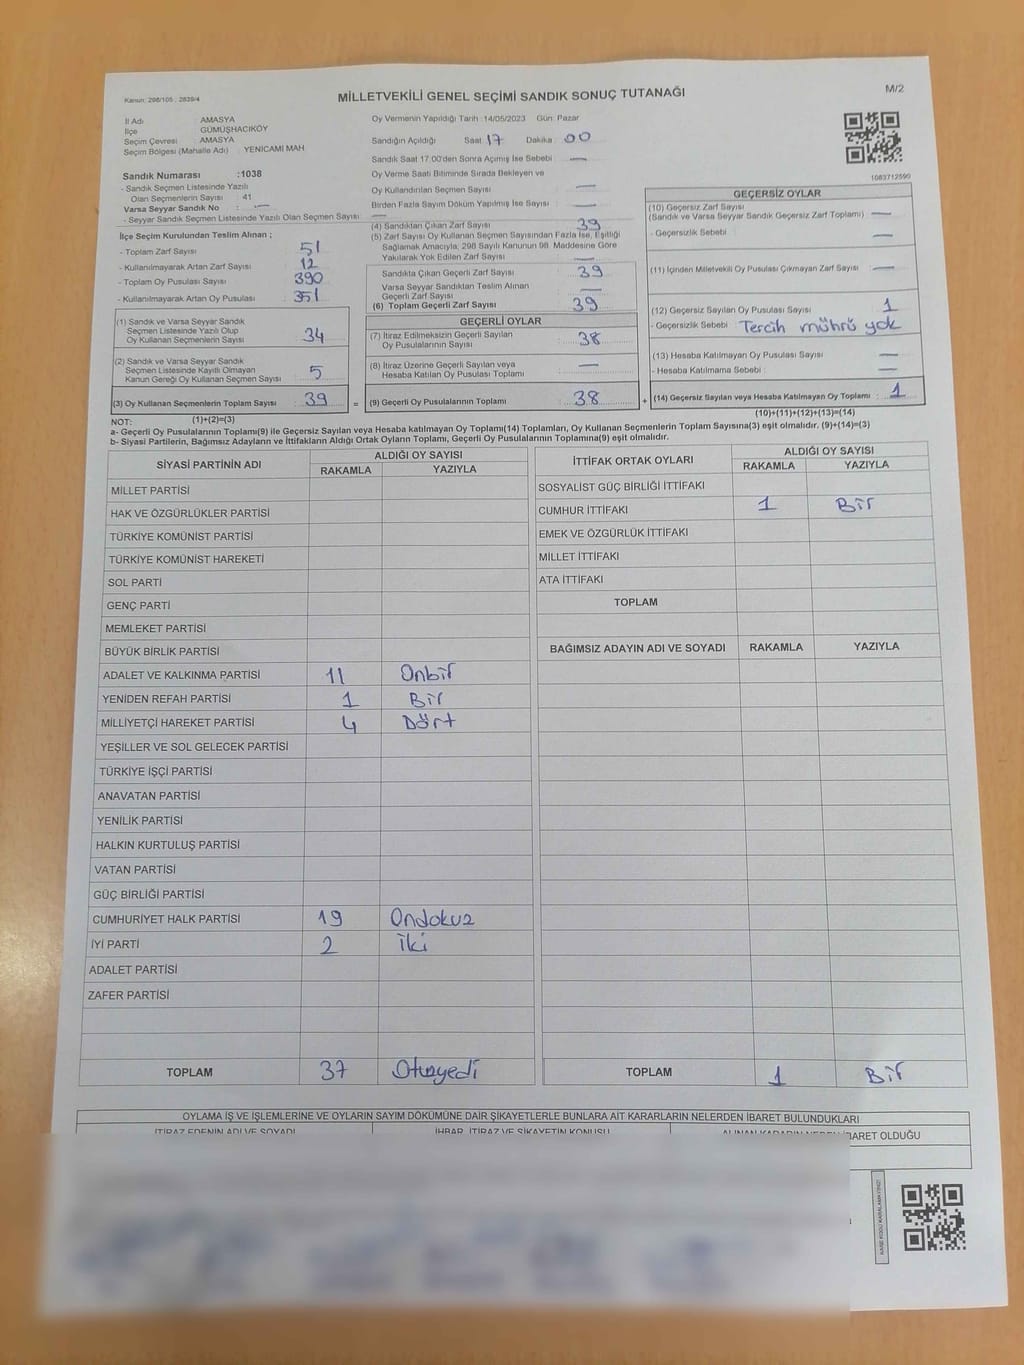 Kanun: 298/105 ; 2839/4
MİLLETVEKİLİ GENEL SEÇİMİ SANDIK SONUÇ TUTANAĞI
M/2
İl Adı AMASYA
İlçe GÜMÜŞHACIKÖY
Seçim Çevresi AMASYA
Seçim Bölgesi (Mahalle Adı) YENİCAMİ MAH
Sandık Numarası :1038
- Sandık Seçmen Listesinde Yazılı
Olan Seçmenlerin Sayısı : 41
Varsa Seyyar Sandık No : —
- Seyyar Sandık Seçmen Listesinde Yazılı Olan Seçmen Sayısı : —
İlçe Seçim Kurulundan Teslim Alınan ;
- Toplam Zarf Sayısı : 51
- Kullanılmayarak Artan Zarf Sayısı : 12
- Toplam Oy Pusulası Sayısı : 390
- Kullanılmayarak Artan Oy Pusulası : 351
(1) Sandık ve Varsa Seyyar Sandık
Seçmen Listesinde Yazılı Olup
Oy Kullanan Seçmenlerin Sayısı : 34
(2) Sandık ve Varsa Seyyar Sandık
Seçmen Listesinde Kayıtlı Olmayan
Kanun Gereği Oy Kullanan Seçmen Sayısı : 5
(3) Oy Kullanan Seçmenlerin Toplam Sayısı : 39 =
Oy Vermenin Yapıldığı Tarih :14/05/2023 Gün: Pazar
Sandığın Açıldığı Saat :17 Dakika :00
Sandık Saat 17:00'den Sonra Açımış İse Sebebi : —
Oy Verme Saati Bitiminde Sırada Bekleyen ve
Oy Kullandırılan Seçmen Sayısı : —
Birden Fazla Sayım Döküm Yapılmış İse Sayısı : —
(4) Sandıktan Çıkan Zarf Sayısı : 39
(5) Zarf Sayısı Oy Kullanan Seçmen Sayısından Fazla İse, Eşitliği
Sağlamak Amacıyla; 298 Sayılı Kanunun 98. Maddesine Göre
Yakılarak Yok Edilen Zarf Sayısı : —
Sandıkta Çıkan Geçerli Zarf Sayısı : 39
Varsa Seyyar Sandıktan Teslim Alınan
Geçerli Zarf Sayısı : —
(6) Toplam Geçerli Zarf Sayısı : 39
GEÇERLİ OYLAR
(7) İtiraz Edilmeksizin Geçerli Sayılan
Oy Pusulalarının Sayısı : 38
(8) İtiraz Üzerine Geçerli Sayılan veya
Hesaba Katılan Oy Pusulası Toplamı : —
(9) Geçerli Oy Pusulalarının Toplamı : 38 +
1083712590
GEÇERSİZ OYLAR
(10) Geçersiz Zarf Sayısı
(Sandık ve Varsa Seyyar Sandık Geçersiz Zarf Toplamı) : —
- Geçersizlik Sebebi : —
(11) İçinden Milletvekili Oy Pusulası Çıkmayan Zarf Sayısı : —
(12) Geçersiz Sayılan Oy Pusulası Sayısı : 1
- Geçersizlik Sebebi : Tercih mührü yok
(13) Hesaba Katılmayan Oy Pusulası Sayısı : —
- Hesaba Katılmama Sebebi : —
(14) Geçersiz Sayılan veya Hesaba Katılmayan Oy Toplamı : 1
NOT: (1)+(2)=(3) (10)+(11)+(12)+(13)=(14)
a- Geçerli Oy Pusulalarının Toplamı(9) ile Geçersiz Sayılan veya Hesaba katılmayan Oy Toplamı(14) Toplamları, Oy Kullanan Seçmenlerin Toplam Sayısına(3) eşit olmalıdır. (9)+(14)=(3)
b- Siyasi Partilerin, Bağımsız Adayların ve İttifakların Aldığı Ortak Oyların Toplamı, Geçerli Oy Pusulalarının Toplamına(9) eşit olmalıdır.
SİYASİ PARTİNİN ADI ALDIĞI OY SAYISI
RAKAMLA YAZIYLA
MİLLET PARTİSİ
HAK VE ÖZGÜRLÜKLER PARTİSİ
TÜRKİYE KOMÜNİST PARTİSİ
TÜRKİYE KOMÜNİST HAREKETİ
SOL PARTİ
GENÇ PARTİ
MEMLEKET PARTİSİ
BÜYÜK BİRLİK PARTİSİ
ADALET VE KALKINMA PARTİSİ 11 Onbir
YENİDEN REFAH PARTİSİ 1 Bir
MİLLİYETÇİ HAREKET PARTİSİ 4 Dört
YEŞİLLER VE SOL GELECEK PARTİSİ
TÜRKİYE İŞÇİ PARTİSİ
ANAVATAN PARTİSİ
YENİLİK PARTİSİ
HALKIN KURTULUŞ PARTİSİ
VATAN PARTİSİ
GÜÇ BİRLİĞİ PARTİSİ
CUMHURİYET HALK PARTİSİ 19 Ondokuz
İYİ PARTİ 2 İki
ADALET PARTİSİ
ZAFER PARTİSİ
TOPLAM 37 Otuzyedi
İTTİFAK ORTAK OYLARI ALDIĞI OY SAYISI
RAKAMLA YAZIYLA
SOSYALİST GÜÇ BİRLİĞİ İTTİFAKI
CUMHUR İTTİFAKI 1 Bir
EMEK VE ÖZGÜRLÜK İTTİFAKI
MİLLET İTTİFAKI
ATA İTTİFAKI
TOPLAM
BAĞIMSIZ ADAYIN ADI VE SOYADI RAKAMLA YAZIYLA
TOPLAM 1 Bir
OYLAMA İŞ VE İŞLEMLERİNE VE OYLARIN SAYIM DÖKÜMÜNE DAİR ŞİKAYETLERLE BUNLARA AİT KARARLARIN NELERDEN İBARET BULUNDUKLARI
İTİRAZ EDENİN ADI VE SOYADI İHBAR, İTİRAZ VE ŞİKAYETİN KONUSU ALINAN KARARIN NEDEN İBARET OLDUĞU